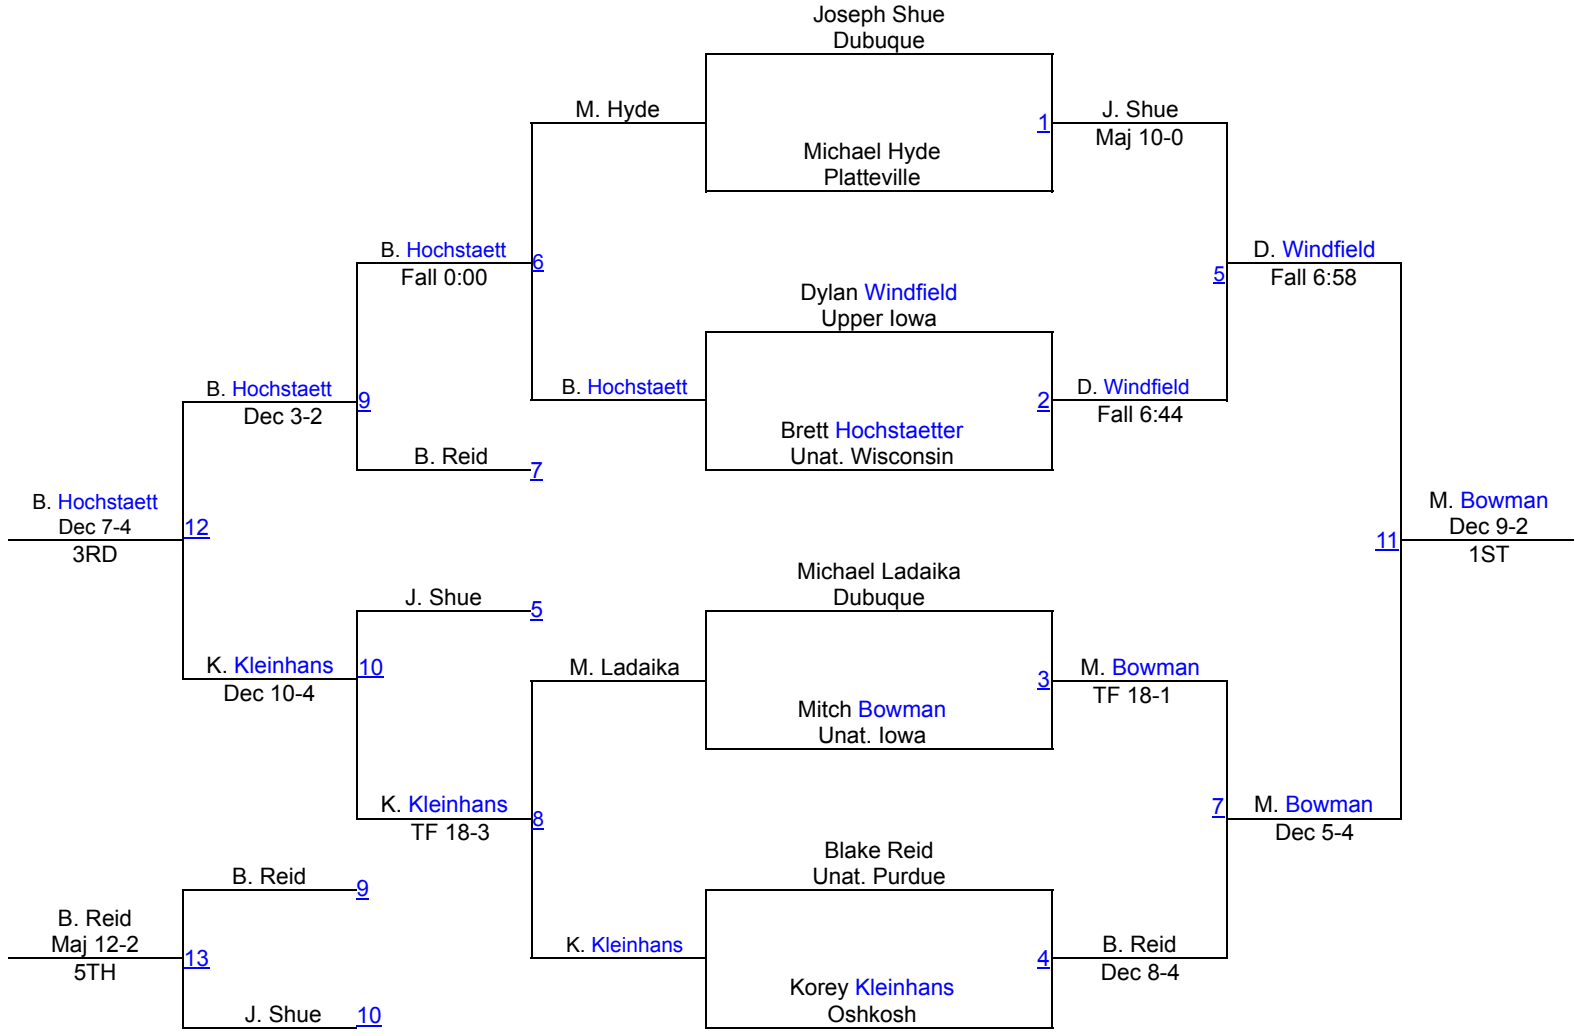 Joseph Shue
Dubuque
M. Hyde
1
J. Shue
Maj 10-0
Michael Hyde
Platteville
B. Hochstaett
6
Fall 0:00
D. Windfield
5
Fall 6:58
Dylan Windfield
Upper Iowa
B. Hochstaett
9
Dec 3-2
B. Hochstaett
2
D. Windfield
Fall 6:44
Brett Hochstaetter
Unat. Wisconsin
B. Reid
7
B. Hochstaett
Dec 7-4
12
3RD
M. Bowman
Dec 9-2
11
1ST
Michael Ladaika
Dubuque
J. Shue
5
K. Kleinhans
10
Dec 10-4
M. Ladaika
3
M. Bowman
TF 18-1
Mitch Bowman
Unat. Iowa
K. Kleinhans
8
TF 18-3
7
M. Bowman
Dec 5-4
Blake Reid
Unat. Purdue
B. Reid
9
B. Reid
Maj 12-2
13
5TH
K. Kleinhans
4
B. Reid
Dec 8-4
Korey Kleinhans
Oshkosh
J. Shue
10